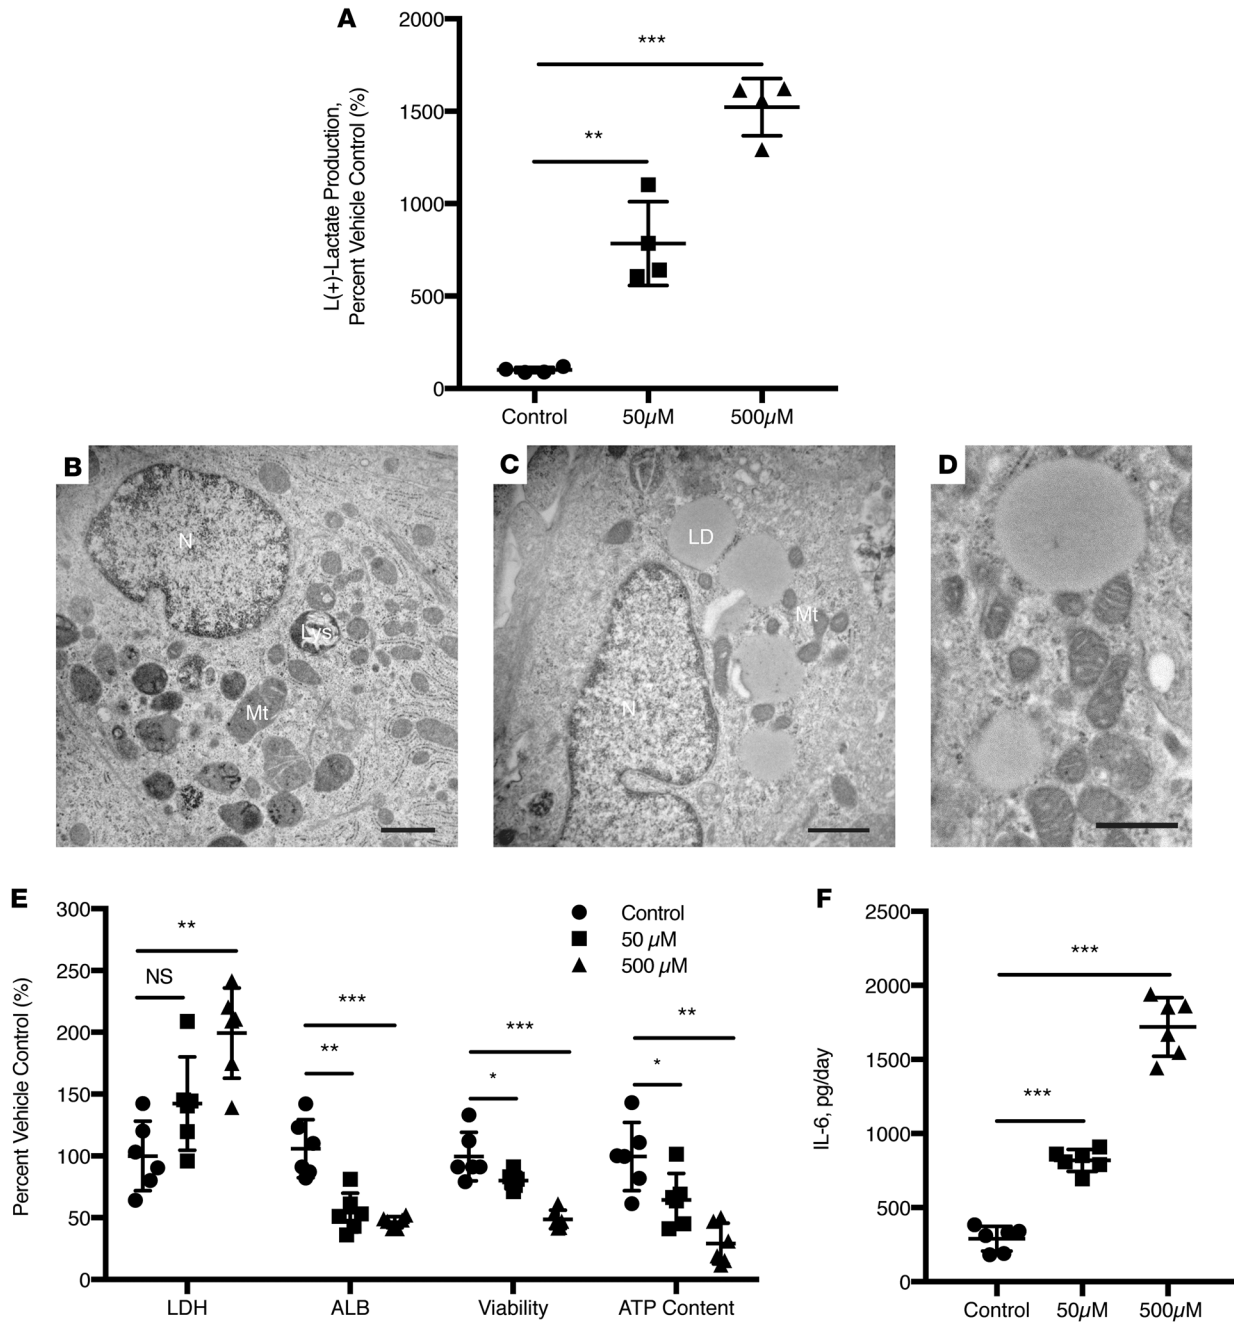 A
2000
1500
1000
500
0
L(+)-Lactate Production,
Percent Vehicle Control (%)
***
**
Control
50µM
500µM
B
N
Lys
Mt
C
LD
Mt
N
D
E
300
250
200
150
100
50
0
Percent Vehicle Control (%)
Control
50 µM
500 µM
**
NS
***
**
***
*
**
*
LDH
ALB
Viability
ATP Content
F
2500
2000
1500
1000
500
0
IL-6, pg/day
***
***
Control
50µM
500µM